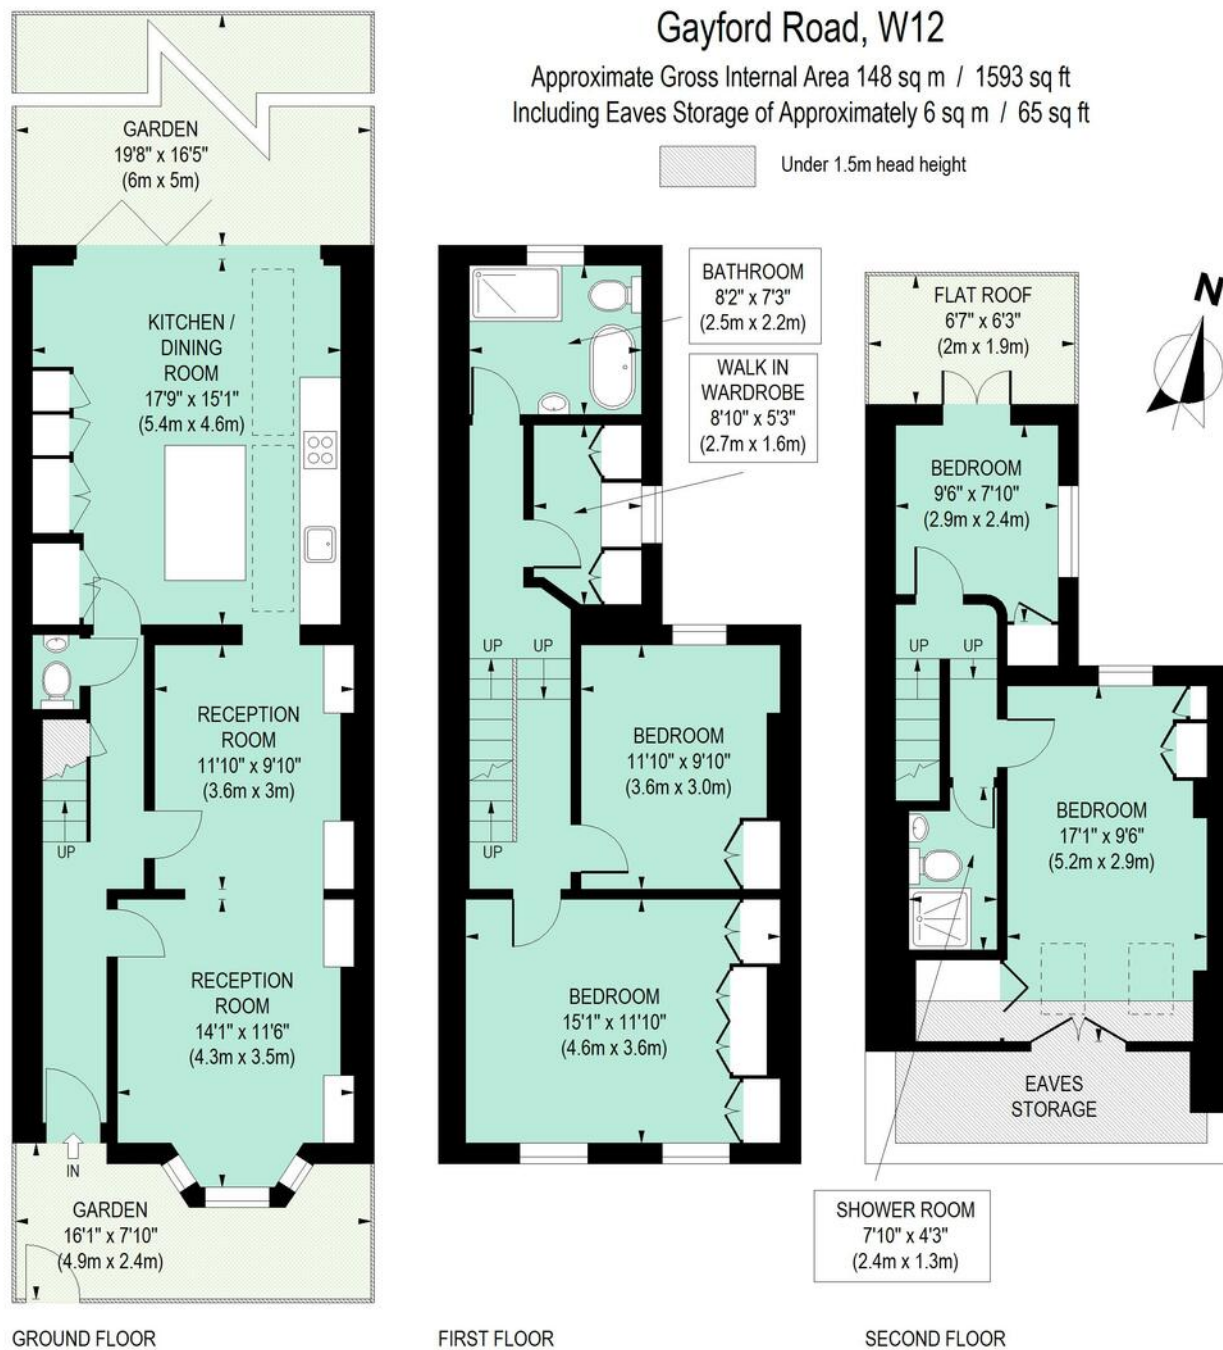 Gayford Road, W12
Approximate Gross Internal Area 148 sq m / 1593 sq ft
Including Eaves Storage of Approximately 6 sq m / 65 sq ft
Under 1.5m head height
N
GARDEN
19'8" x 16'5"
(6m x 5m)
KITCHEN /
DINING
ROOM
17'9" x 15'1"
(5.4m x 4.6m)
RECEPTION
ROOM
11'10" x 9'10"
(3.6m x 3m)
UP
RECEPTION
ROOM
14'1" x 11'6"
(4.3m x 3.5m)
IN
GARDEN
16'1" x 7'10"
(4.9m x 2.4m)
GROUND FLOOR
BATHROOM
8'2" x 7'3"
(2.5m x 2.2m)
WALK IN
WARDROBE
8'10" x 5'3"
(2.7m x 1.6m)
UP
UP
BEDROOM
11'10" x 9'10"
(3.6m x 3.0m)
UP
BEDROOM
15'1" x 11'10"
(4.6m x 3.6m)
FIRST FLOOR
FLAT ROOF
6'7" x 6'3"
(2m x 1.9m)
BEDROOM
9'6" x 7'10"
(2.9m x 2.4m)
UP
UP
BEDROOM
17'1" x 9'6"
(5.2m x 2.9m)
EAVES
STORAGE
SHOWER ROOM
7'10" x 4'3"
(2.4m x 1.3m)
SECOND FLOOR